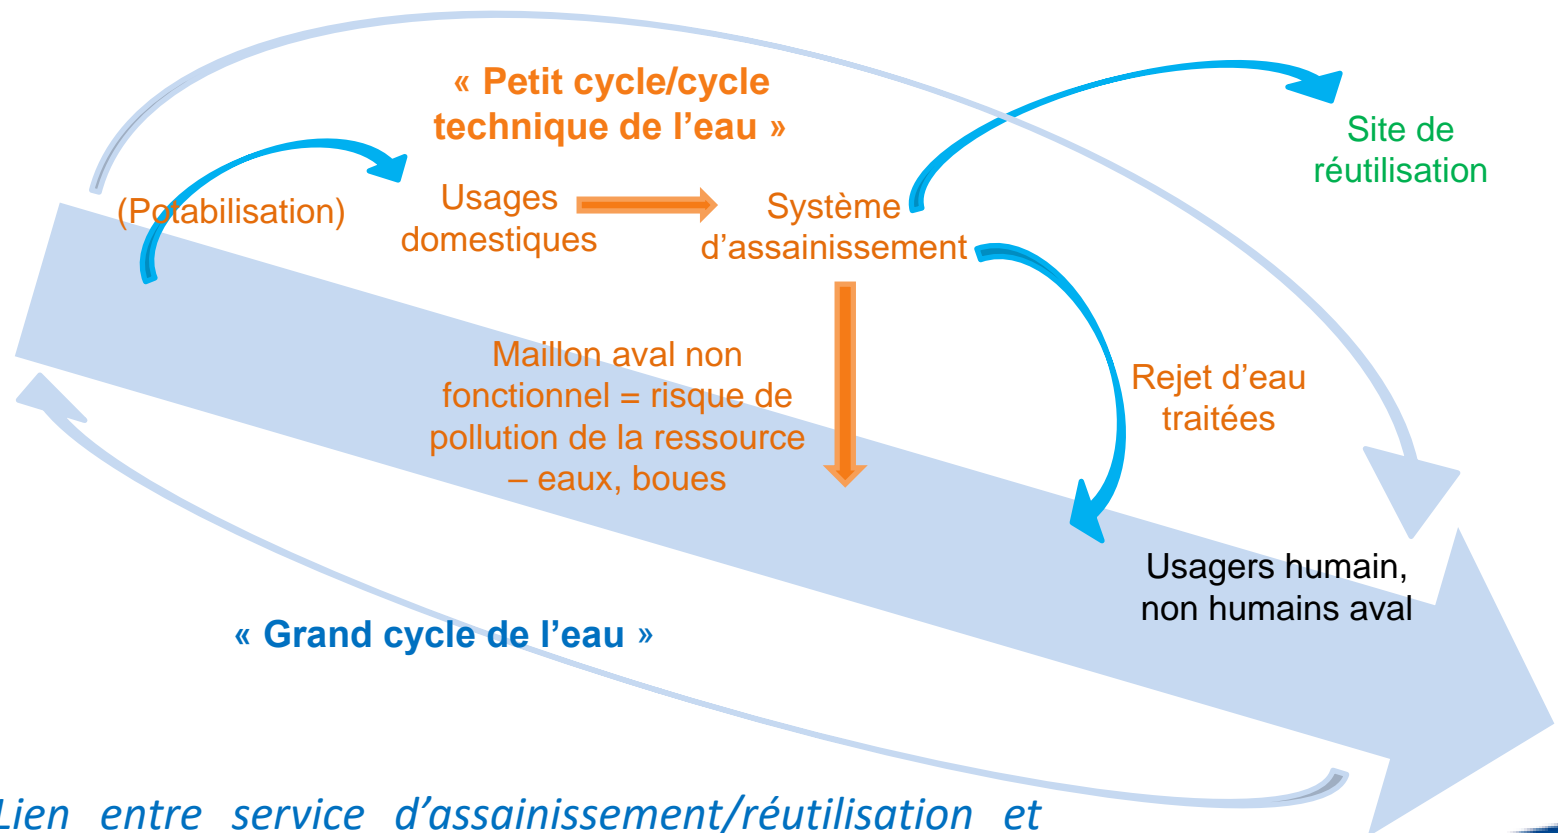 « Petit cycle/cycle
technique de l’eau »
Site de
réutilisation
(Potabilisation)
Usages
domestiques
Système
d’assainissement
Maillon aval non
fonctionnel = risque de
pollution de la ressource
– eaux, boues
Rejet d’eau
traitées
Usagers humain,
non humains aval
« Grand cycle de l’eau »
Lien entre service d’assainissement/réutilisation et